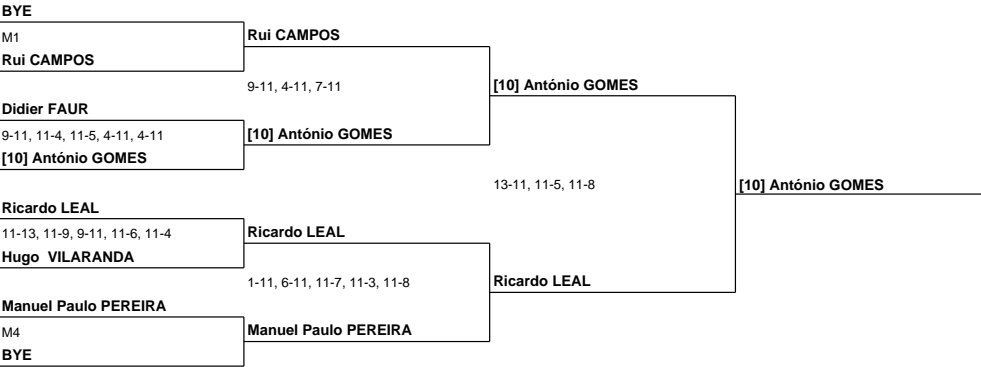 BYE
M1
Rui CAMPOS
Rui CAMPOS
9-11, 4-11, 7-11
[10] António GOMES
Didier FAUR
9-11, 11-4, 11-5, 4-11, 4-11
[10] António GOMES
[10] António GOMES
13-11, 11-5, 11-8
[10] António GOMES
Ricardo LEAL
11-13, 11-9, 9-11, 11-6, 11-4
Ricardo LEAL
Hugo VILARANDA
1-11, 6-11, 11-7, 11-3, 11-8
Ricardo LEAL
Manuel Paulo PEREIRA
M4
Manuel Paulo PEREIRA
BYE